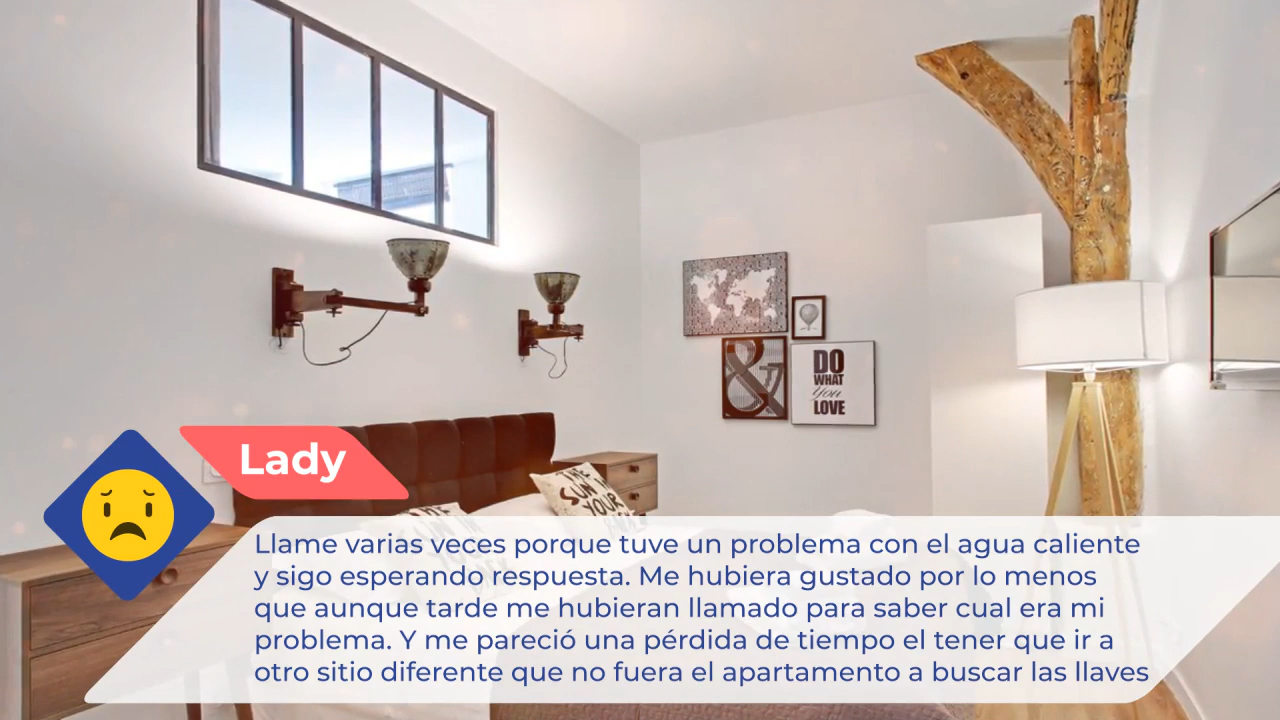 DO
WHAT
you
LOVE
&
Lady
Llame varias veces porque tuve un problema con el agua caliente
y sigo esperando respuesta. Me hubiera gustado por lo menos
que aunque tarde me hubieran llamado para saber cual era mi
problema. Y me pareció una pérdida de tiempo el tener que ir a
otro sitio diferente que no fuera el apartamento a buscar las llaves